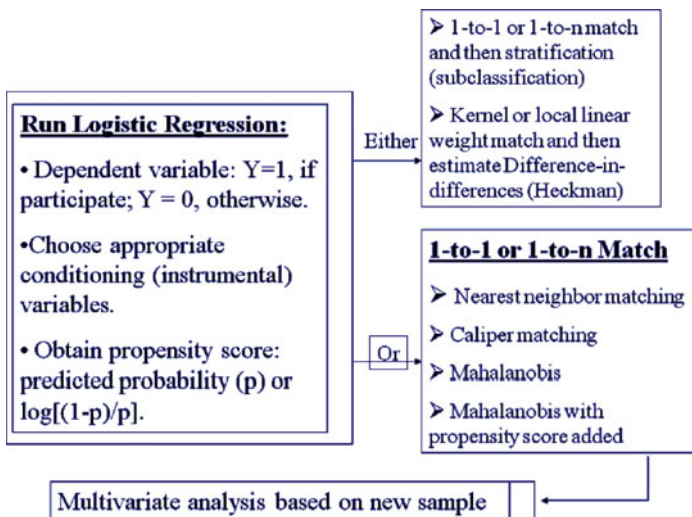 Run Logistic Regression:
• Dependent variable: Y=1, if
participate; Y = 0, otherwise.
•Choose appropriate
conditioning (instrumental)
variables.
• Obtain propensity score:
predicted probability (p) or
log[(1-p)/p].
Either
➢ 1-to-1 or 1-to-n match
and then stratification
(subclassification)
➢ Kernel or local linear
weight match and then
estimate Difference-in-
differences (Heckman)
Or
1-to-1 or 1-to-n Match
➢ Nearest neighbor matching
➢ Caliper matching
➢ Mahalanobis
➢ Mahalanobis with
propensity score added
Multivariate analysis based on new sample